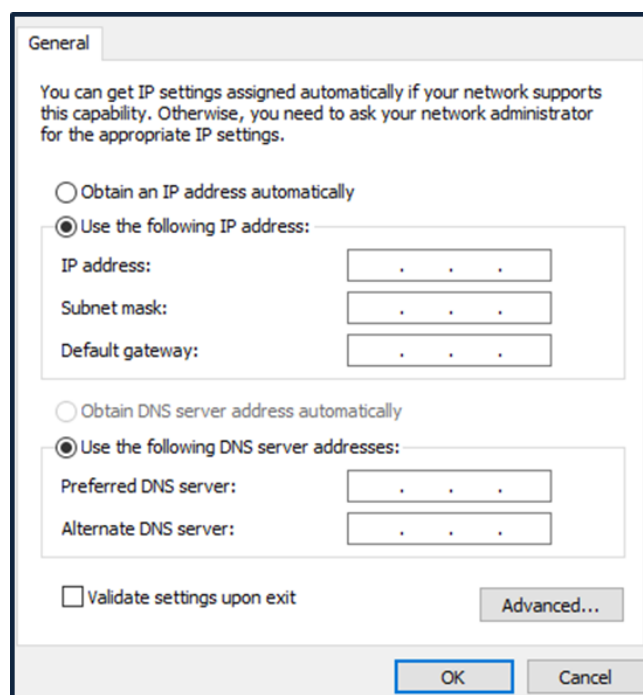 General
You can get IP settings assigned automatically if your network supports
this capability. Otherwise, you need to ask your network administrator
for the appropriate IP settings.
Obtain an IP address automatically
Use the following IP address:
IP address: . . .
Subnet mask: . . .
Default gateway: . . .
Obtain DNS server address automatically
Use the following DNS server addresses:
Preferred DNS server: . . .
Alternate DNS server: . . .
Validate settings upon exit
Advanced...
OK Cancel